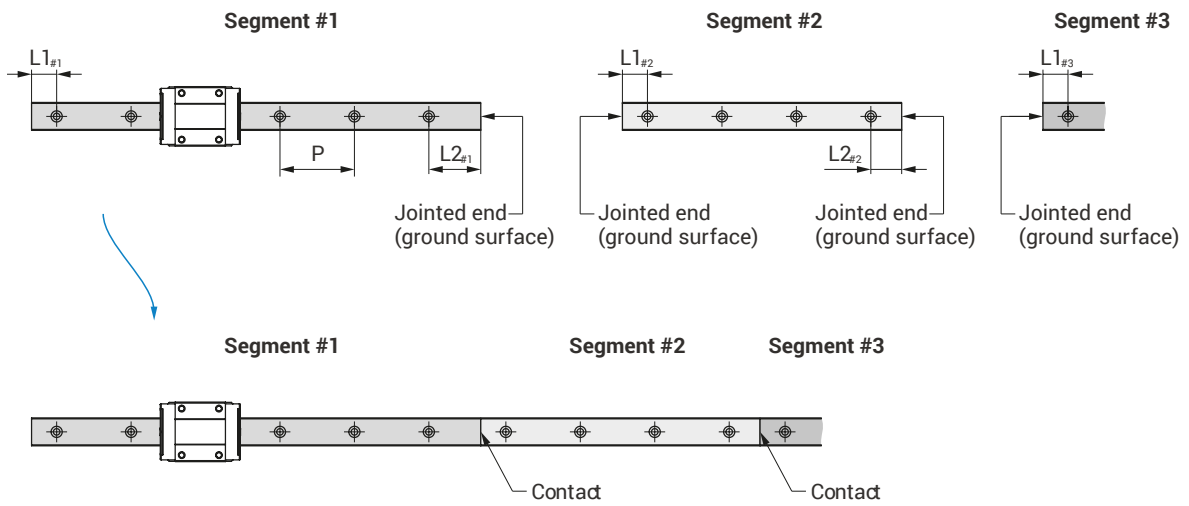 Segment #1
Segment #2
Segment #3
L1#1
L1#2
L1#3
P
L2#1
L2#2
Jointed end
(ground surface)
Jointed end
(ground surface)
Jointed end
(ground surface)
Jointed end
(ground surface)
Segment #1
Segment #2
Segment #3
Contact
Contact